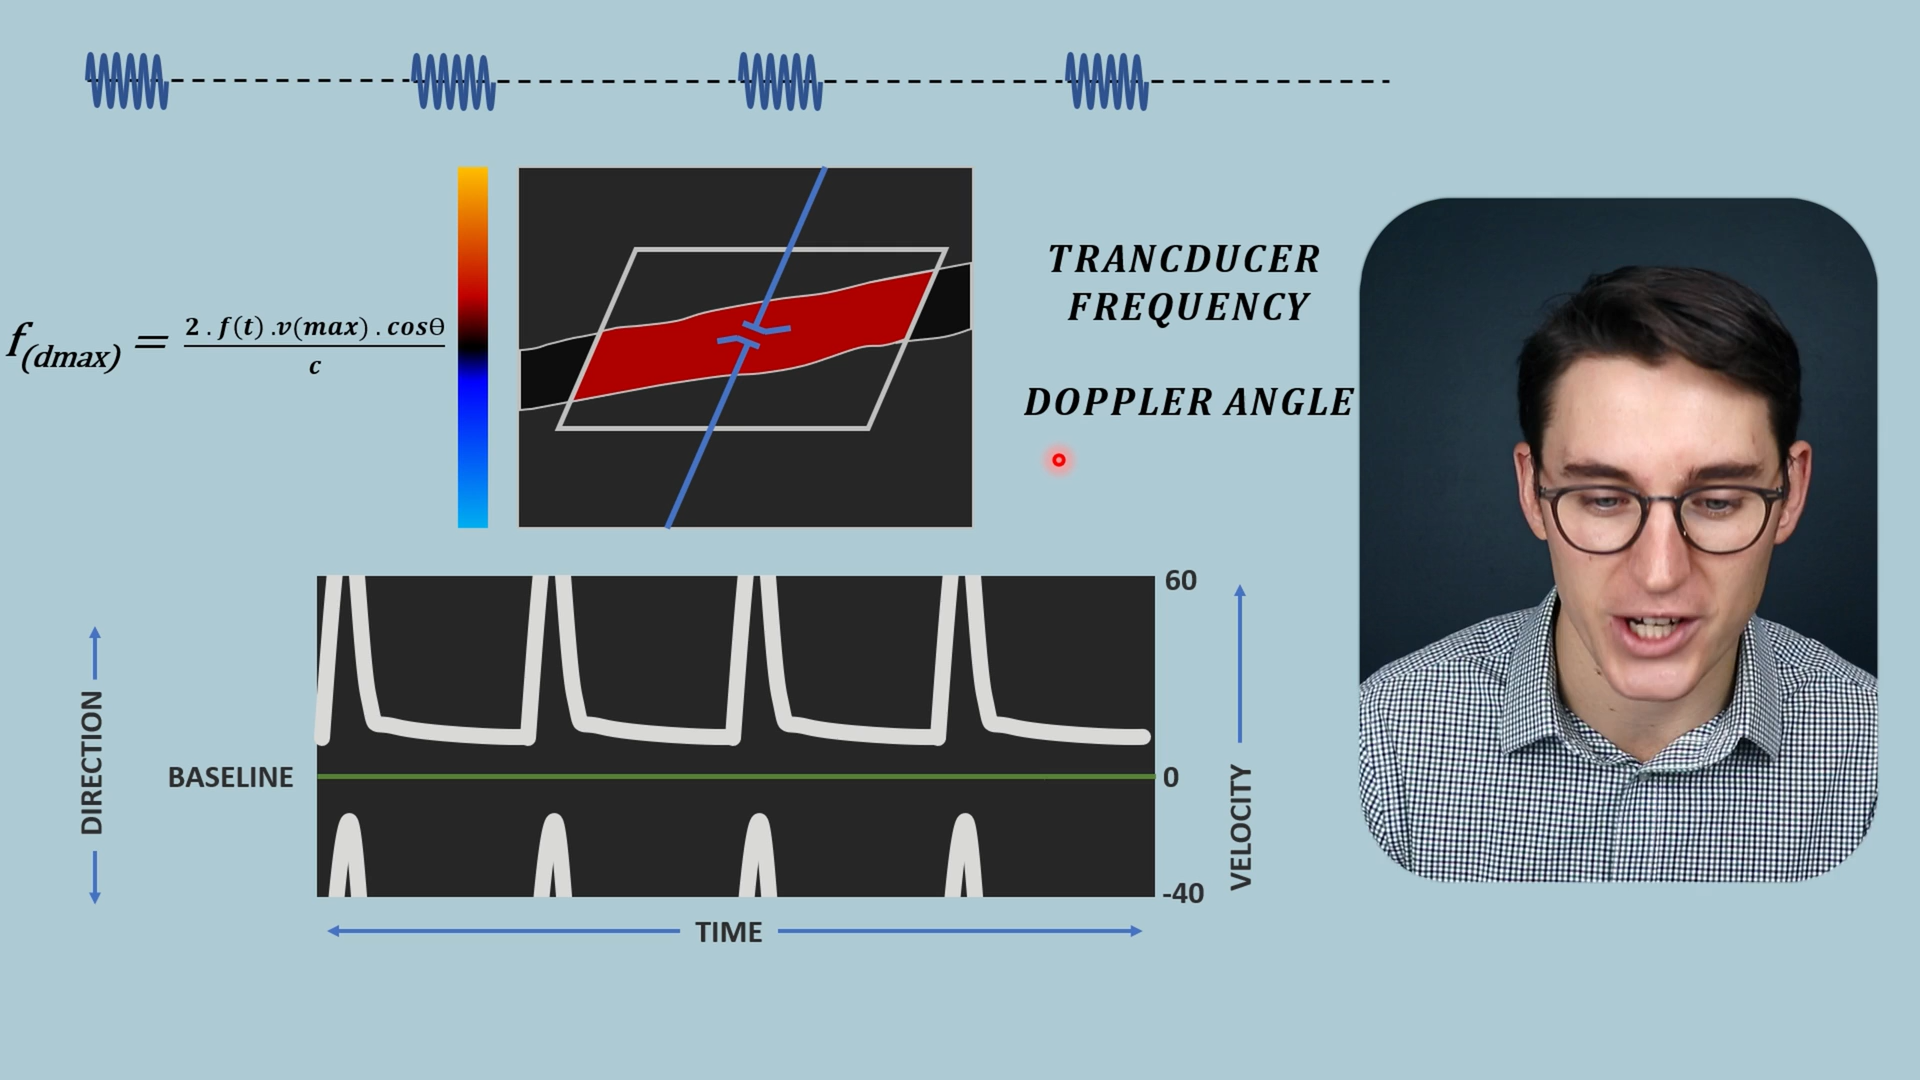 f(dmax) = 2 . f(t) .v(max) . cosΘ
c
TRANCDUCER
FREQUENCY
DOPPLER ANGLE
60
DIRECTION
BASELINE
0
VELOCITY
-40
TIME